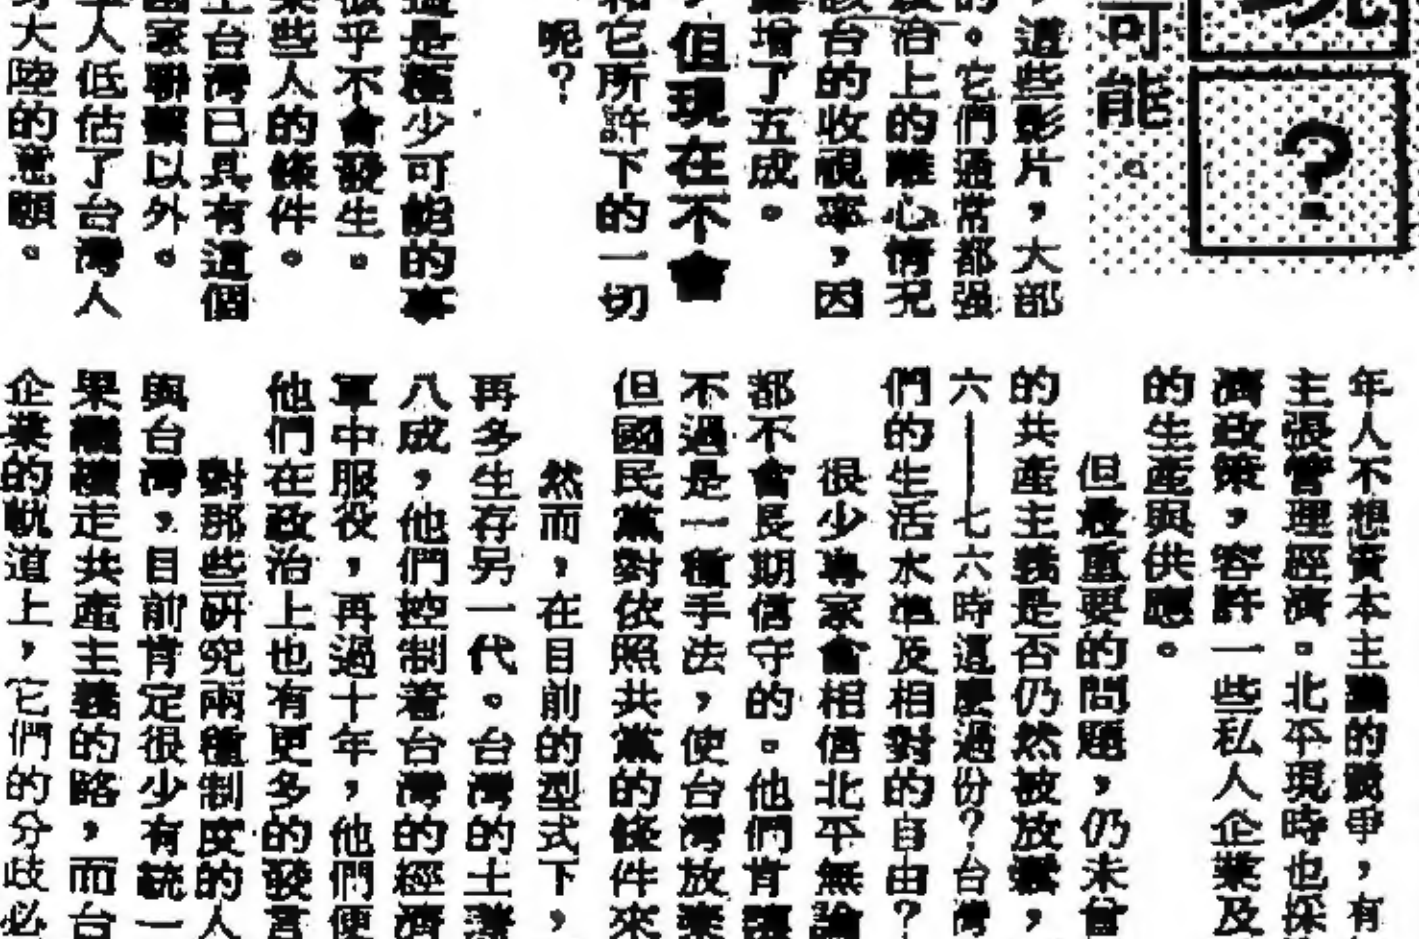 ？
可能。
，這些影片，大部
的。它們通常都强
治上的離心情况
該台的收視率，因
增了五成。
，但現在不會
和它所許下的一切
呢？
這是極少可能的事
乎不會發生。
某些人的條件。
上台灣已具有這個
國家聯繫以外。
人低估了台灣人
大陸的意願。
年人不想資本主義的競爭，有
主張管理經濟。北平現時也採
濟政策，容許一些私人企業及
的生產與供應。
但最重要的問題，仍未曾
的共產主義是否仍然被放棄，
六——七六時這麼過份？台灣
們的生活水準及相對的自由？
很少專家會相信北平無論
都不會長期信守的。他們肯讓
不過是一種手法，使台灣放棄
但國民黨對依照共黨的條件來
然而，在目前的型式下，
再多生存另一代。台灣的土著
八成，他們控制着台灣的經濟
軍中服役，再過十年，他們便
他們在政治上也有更多的發言
對那些研究兩種制度的人
與台灣，目前肯定很少有統一
果繼續走共產主義的略，而台
企業的軌道上，它們的分歧必